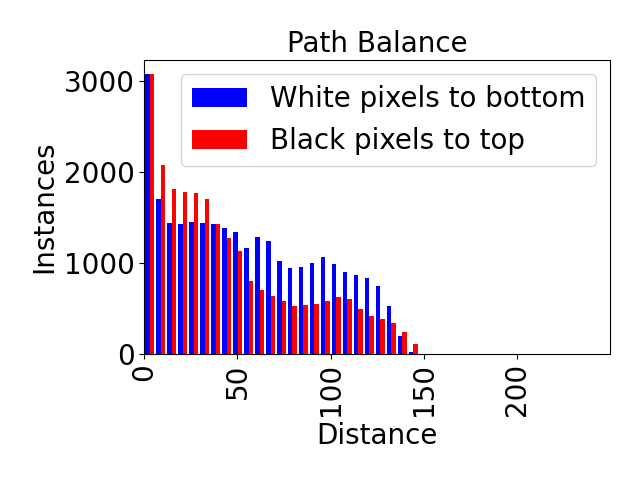 Path Balance
White pixels to bottom
Black pixels to top
Instances
3000
2000
1000
0
0
50
100
150
200
Distance